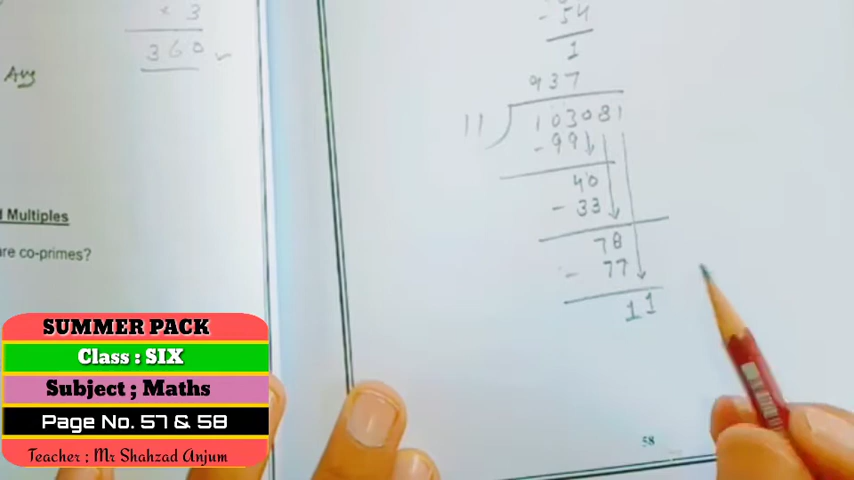 × 3
360
Avg
d Multiples
are co-primes?
- 54
1
937
11) 103081
- 99
40
- 33
78
- 77
11
58
SUMMER PACK
Class : SIX
Subject ; Maths
Page No. 57 & 58
Teacher ; Mr Shahzad Anjum